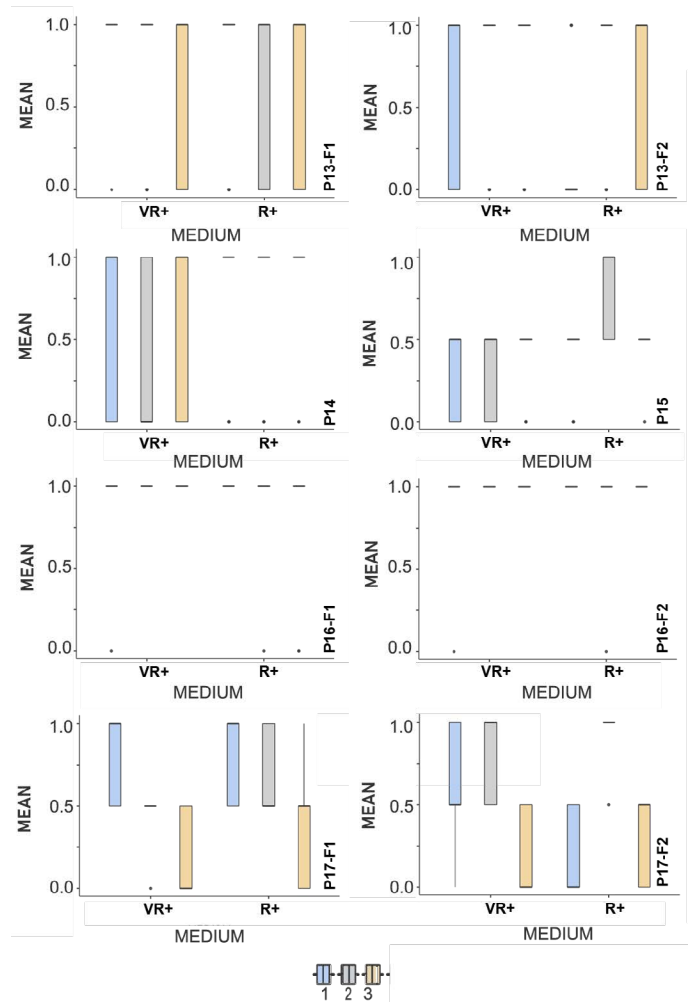 1.0
0.5
0.0
MEAN
P13-F1
VR+ R+
MEDIUM
1.0
0.5
0.0
MEAN
P13-F2
VR+ R+
MEDIUM
1.0
0.5
0.0
MEAN
P14
VR+ R+
MEDIUM
1.0
0.5
0.0
MEAN
P15
VR+ R+
MEDIUM
1.0
0.5
0.0
MEAN
P16-F1
VR+ R+
MEDIUM
1.0
0.5
0.0
MEAN
P16-F2
VR+ R+
MEDIUM
1.0
0.5
0.0
MEAN
P17-F1
VR+ R+
MEDIUM
1.0
0.5
0.0
MEAN
P17-F2
VR+ R+
MEDIUM
1 2 3